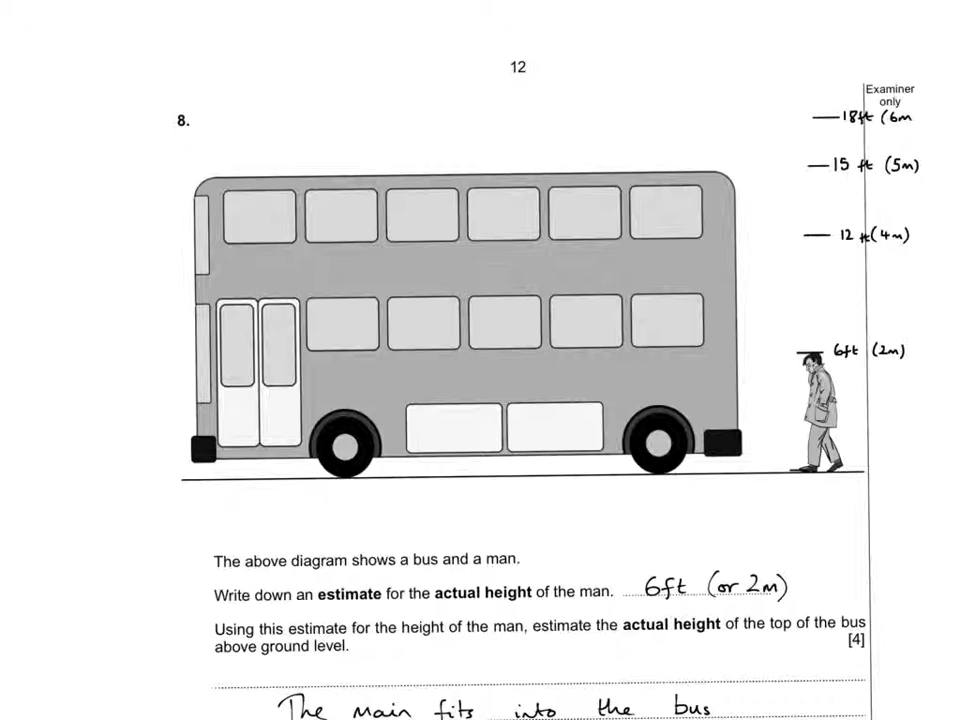 12
Examiner
only
18ft (6m
8.
15 ft (5m)
12 ft (4m)
6ft (2m)
The above diagram shows a bus and a man.
Write down an estimate for the actual height of the man. 6ft (or 2m)
Using this estimate for the height of the man, estimate the actual height of the top of the bus
above ground level. [4]
The main fits into the bus